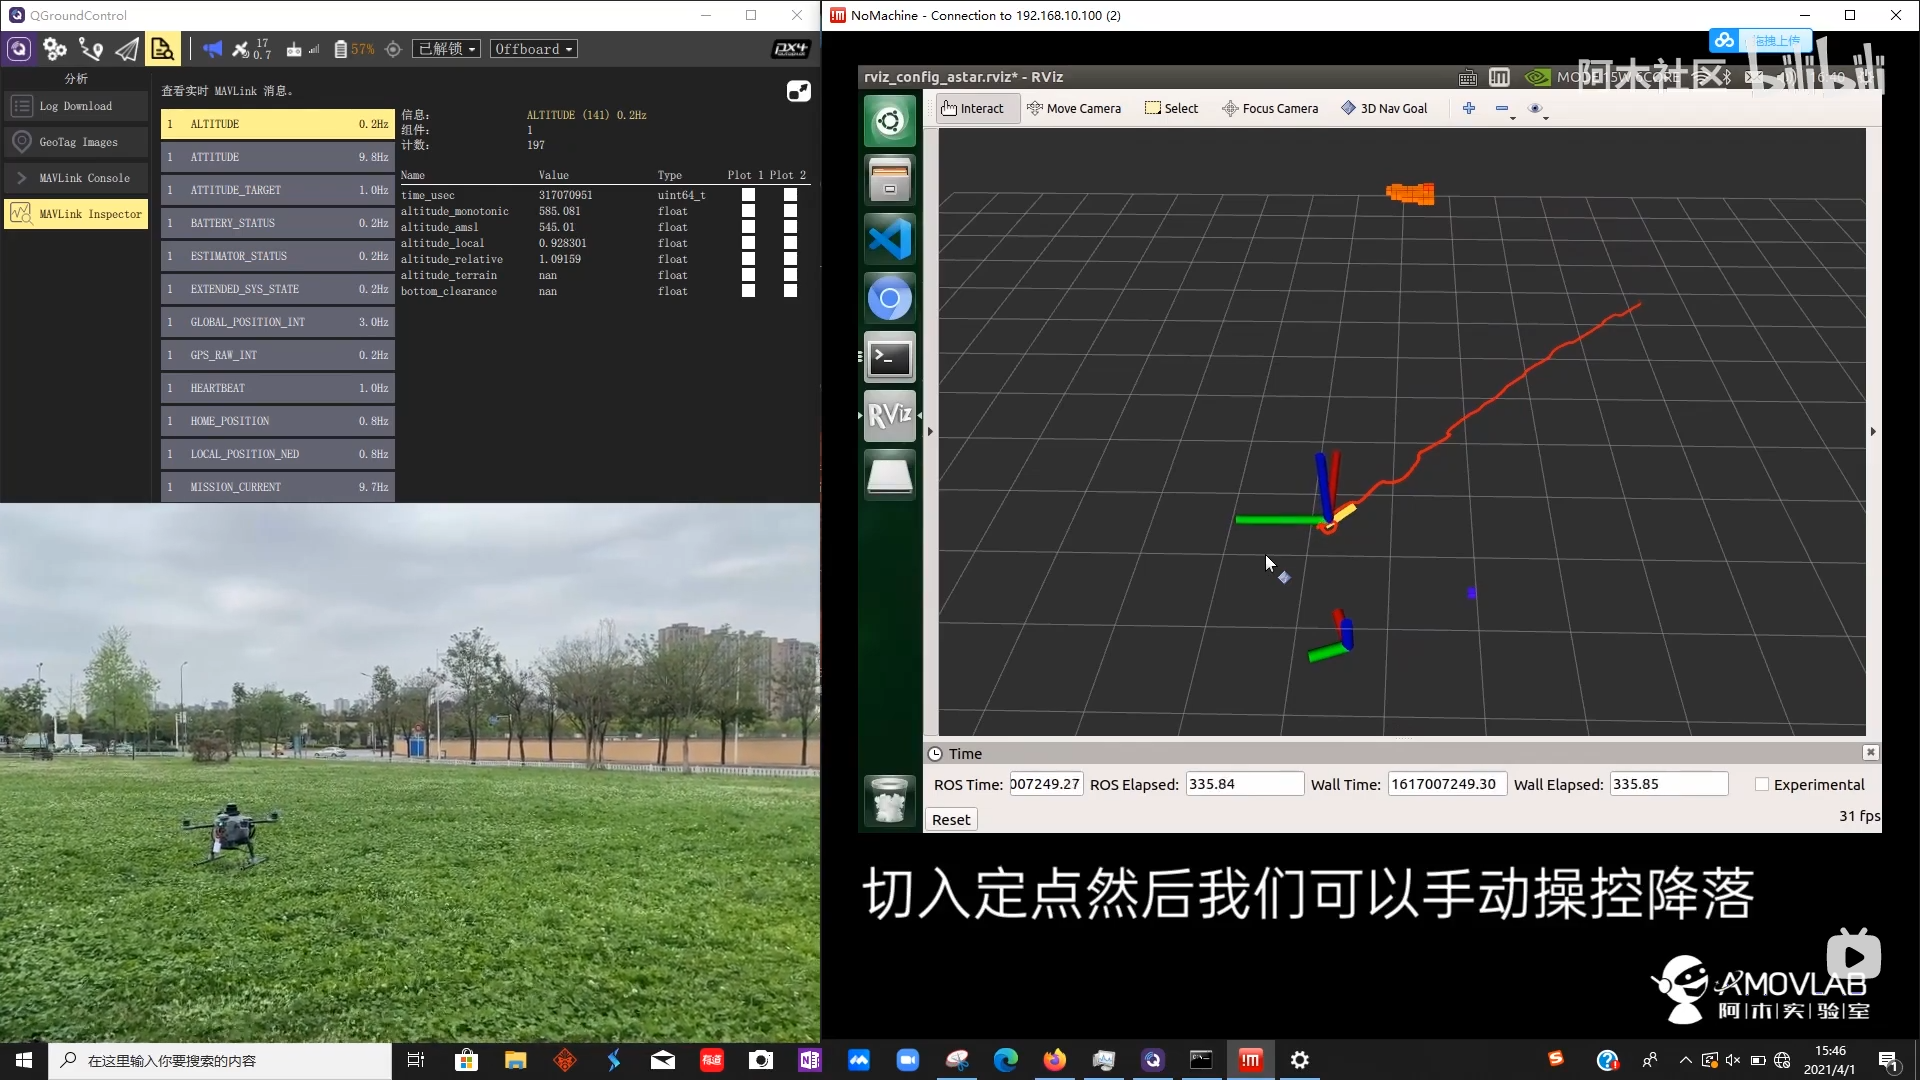 QGroundControl
17
0.7
57%
已解锁
Offboard
PX4
分析
Log Download
GeoTag Images
MAVLink Console
MAVLink Inspector
查看实时 MAVLink 消息。
1 ALTITUDE 0.2Hz
1 ATTITUDE 9.8Hz
1 ATTITUDE_TARGET 1.0Hz
1 BATTERY_STATUS 0.2Hz
1 ESTIMATOR_STATUS 0.2Hz
1 EXTENDED_SYS_STATE 0.2Hz
1 GLOBAL_POSITION_INT 3.0Hz
1 GPS_RAW_INT 0.2Hz
1 HEARTBEAT 1.0Hz
1 HOME_POSITION 0.8Hz
1 LOCAL_POSITION_NED 0.8Hz
1 MISSION_CURRENT 9.7Hz
信息: ALTITUDE (141) 0.2Hz
组件: 1
计数: 197
Name Value Type Plot 1 Plot 2
time_usec 317070951 uint64_t
altitude_monotonic 585.081 float
altitude_amsl 545.01 float
altitude_local 0.928301 float
altitude_relative 1.09159 float
altitude_terrain nan float
bottom_clearance nan float
NoMachine - Connection to 192.168.10.100 (2)
拖拽上传
阿木社区 bilibili
rviz_config_astar.rviz* - RViz
Interact Move Camera Select Focus Camera 3D Nav Goal
RViz
Time
ROS Time: 007249.27 ROS Elapsed: 335.84 Wall Time: 1617007249.30 Wall Elapsed: 335.85 Experimental
Reset 31 fps
切入定点然后我们可以手动操控降落
AMOVLAB
阿|木|实|验|室
在这里输入你要搜索的内容
15:46
2021/4/1